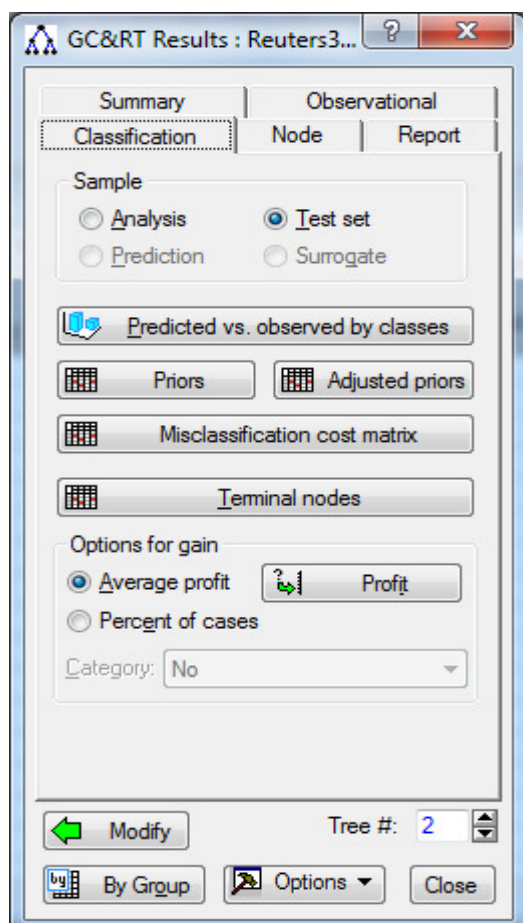 GC&RT Results : Reuters3...
Summary Observational
Classification Node Report
Sample
Analysis Test set
Prediction Surrogate
Predicted vs. observed by classes
Priors Adjusted priors
Misclassification cost matrix
Terminal nodes
Options for gain
Average profit Profit
Percent of cases
Category: No
Modify Tree #: 2
by By Group Options Close